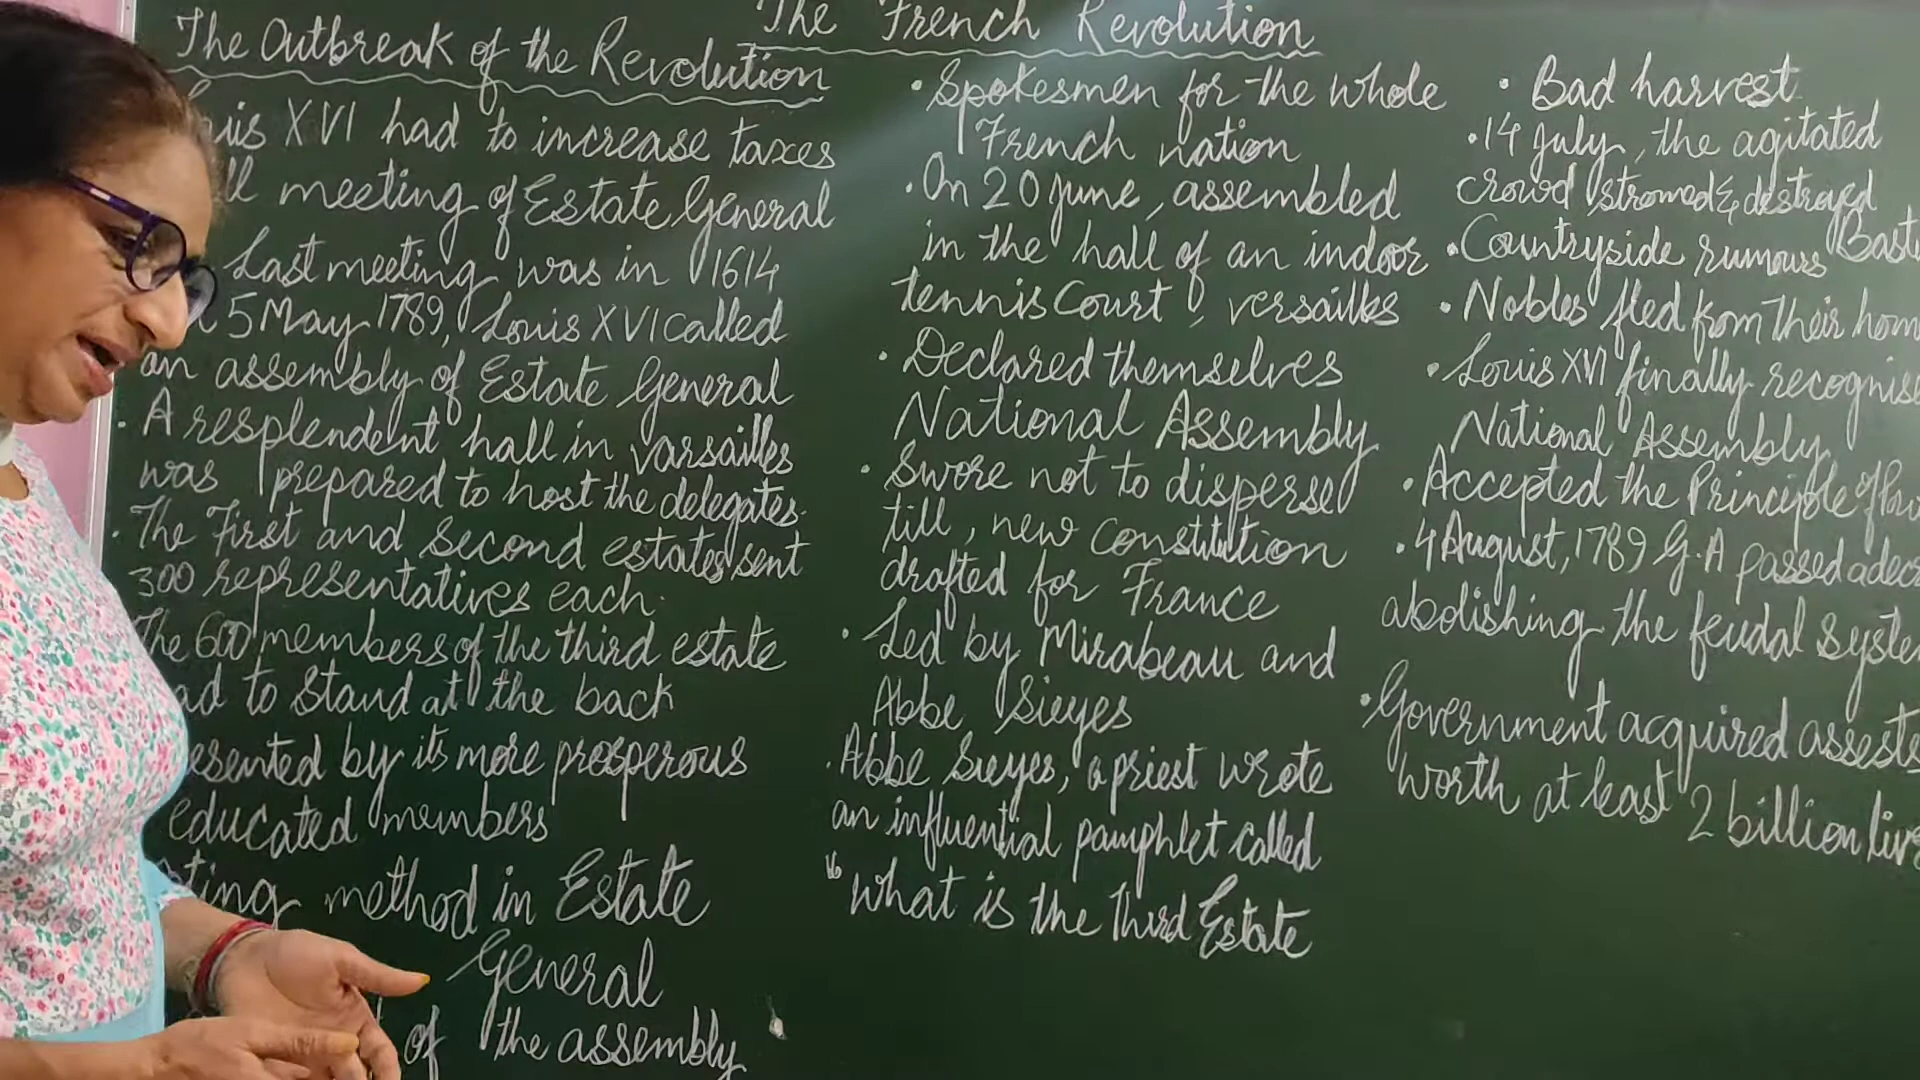 The French Revolution
The Outbreak of the Revolution
uis XVI had to increase taxes
ll meeting of Estate General
Last meeting was in 1614
5 May 1789, Louis XVI called
an assembly of Estate General
• A resplendent hall in varsailles
was prepared to host the delegates.
• The First and Second estates sent
300 representatives each.
The 600 members of the third estate
ad to Stand at the back
esented by its more prosperous
educated members
oting method in Estate
General
of the assembly
• Spokesmen for the whole
French nation
• On 20 june, assembled
in the hall of an indoor
tennis Court, versailles
• Declared themselves
National Assembly
• Swore not to disperse
till, new Constitution
drafted for France
• Led by Mirabeau and
Abbe Sieyes
• Abbe Sieyes, a priest wrote
an influential pamphlet called
"What is the Third Estate
• Bad harvest
• 14 july, the agitated
crowd stromed & destroyed
Bast
• Countryside rumours
• Nobles fled from their hom
• Louis XVI finally recognise
National Assembly
• Accepted the Principle of
• 4 August, 1789 G.A passed a decr
abolishing the feudal syste
• Government acquired assests
worth at least 2 billion liv